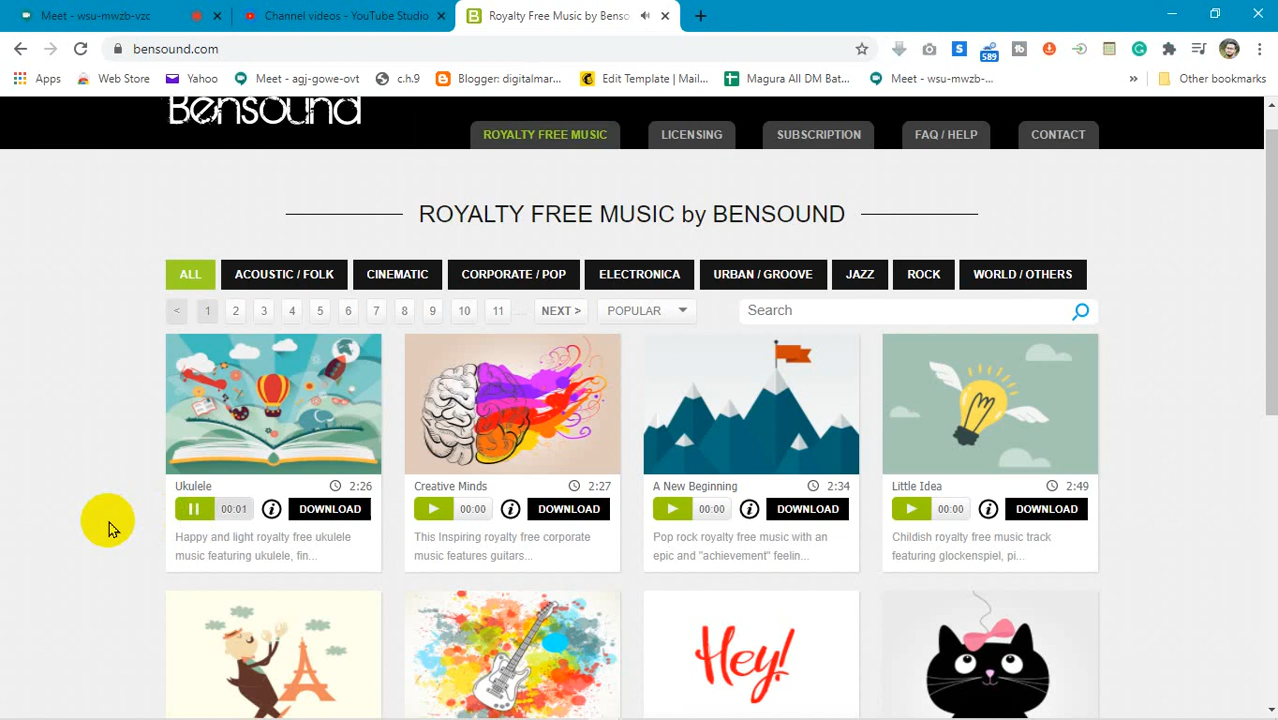 Meet - wsu-mwzb-vzc
Channel videos - YouTube Studio
Royalty Free Music by Benso
bensound.com
589
Apps
Web Store
Yahoo
Meet - agj-gowe-ovt
c.h.9
Blogger: digitalmar...
Edit Template | Mail...
Magura All DM Bat...
Meet - wsu-mwzb-...
»
Other bookmarks
Bensound
ROYALTY FREE MUSIC
LICENSING
SUBSCRIPTION
FAQ / HELP
CONTACT
ROYALTY FREE MUSIC by BENSOUND
ALL
ACOUSTIC / FOLK
CINEMATIC
CORPORATE / POP
ELECTRONICA
URBAN / GROOVE
JAZZ
ROCK
WORLD / OTHERS
< 1 2 3 4 5 6 7 8 9 10 11 ... NEXT >
POPULAR
Search
Ukulele 2:26
00:01 DOWNLOAD
Happy and light royalty free ukulele
music featuring ukulele, fin...
Creative Minds 2:27
00:00 DOWNLOAD
This Inspiring royalty free corporate
music features guitars...
A New Beginning 2:34
00:00 DOWNLOAD
Pop rock royalty free music with an
epic and "achievement" feelin...
Little Idea 2:49
00:00 DOWNLOAD
Childish royalty free music track
featuring glockenspiel, pi...
Hey!